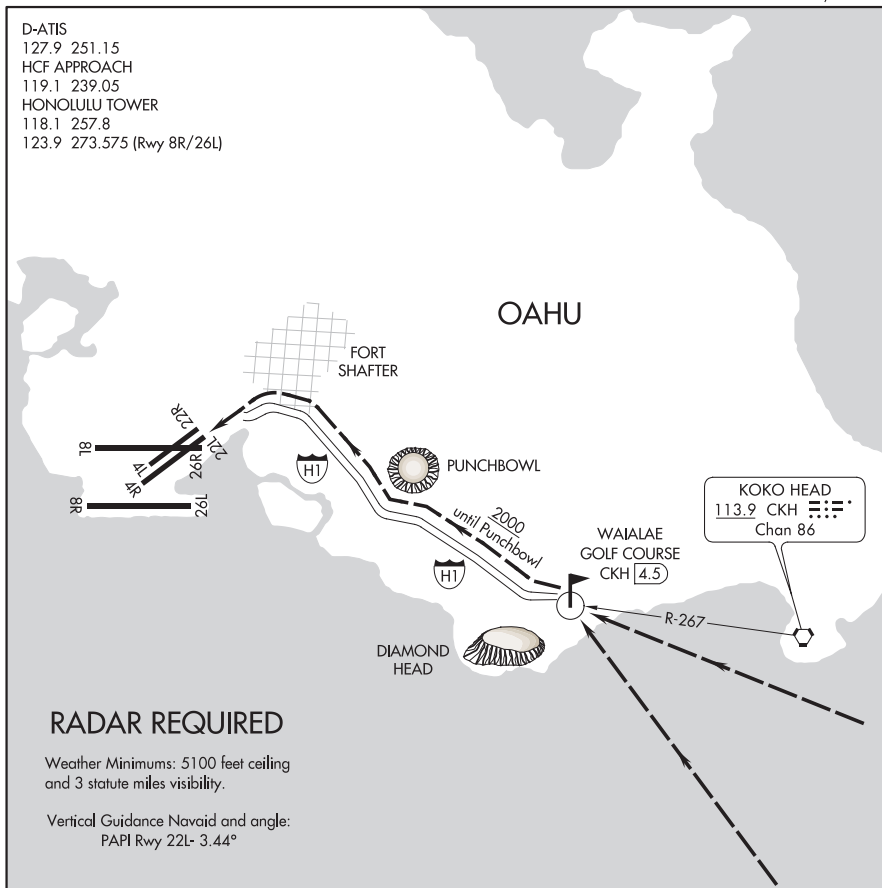 D-ATIS
127.9 251.15
HCF APPROACH
119.1 239.05
HONOLULU TOWER
118.1 257.8
123.9 273.575 (Rwy 8R/26L)
OAHU
FORT
SHAFTER
22R
22L
8L
4L
4R
26R
8R
26L
H1
PUNCHBOWL
2000
until Punchbowl
H1
WAIALAE
GOLF COURSE
CKH 4.5
KOKO HEAD
113.9 CKH
Chan 86
R-267
DIAMOND
HEAD
RADAR REQUIRED
Weather Minimums: 5100 feet ceiling
and 3 statute miles visibility.
Vertical Guidance Navaid and angle:
PAPI Rwy 22L- 3.44°